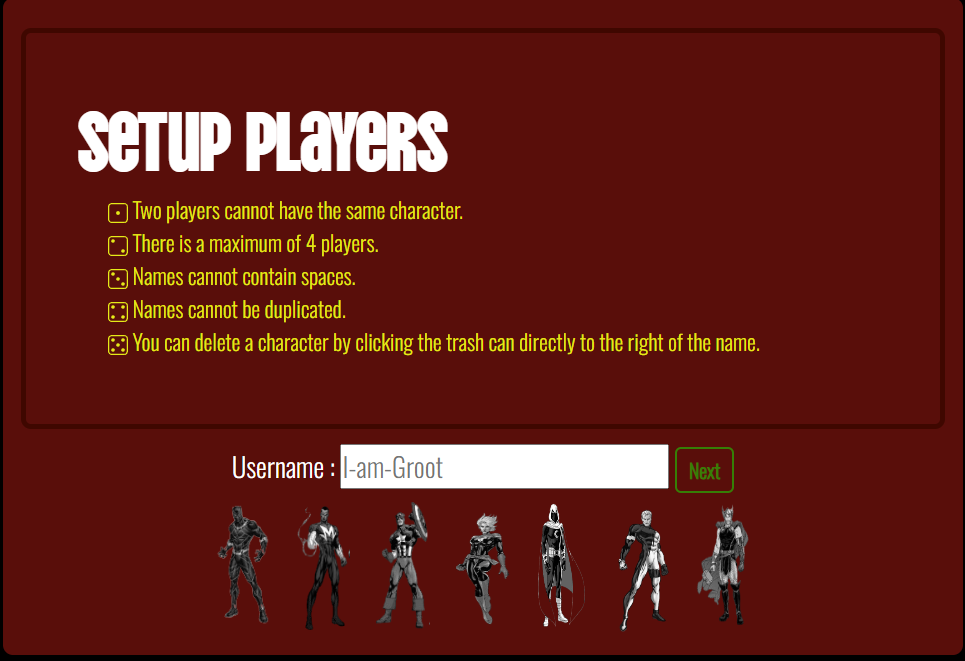 SeTUP PLaYeRS
Two players cannot have the same character.
There is a maximum of 4 players.
Names cannot contain spaces.
Names cannot be duplicated.
You can delete a character by clicking the trash can directly to the right of the name.
Username : I-am-Groot Next